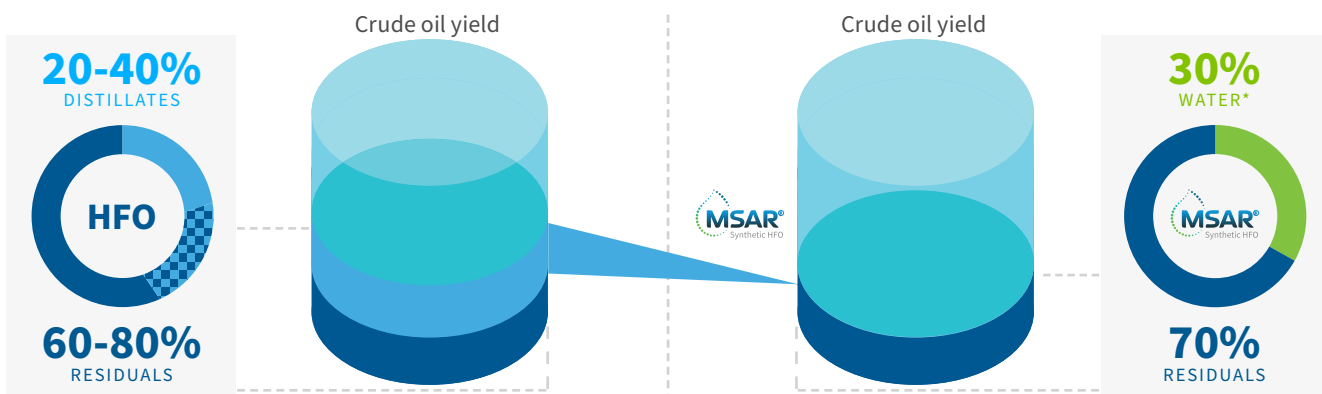 Crude oil yield
20-40%
DISTILLATES
HFO
60-80%
RESIDUALS
MSAR®
Synthetic HFO
Crude oil yield
30%
WATER*
MSAR®
Synthetic HFO
70%
RESIDUALS